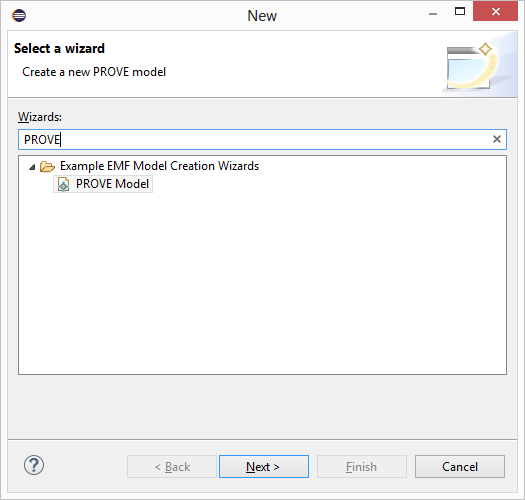 New
Select a wizard
Create a new PROVE model
Wizards:
PROVE
Example EMF Model Creation Wizards
PROVE Model
?
< Back
Next >
Finish
Cancel